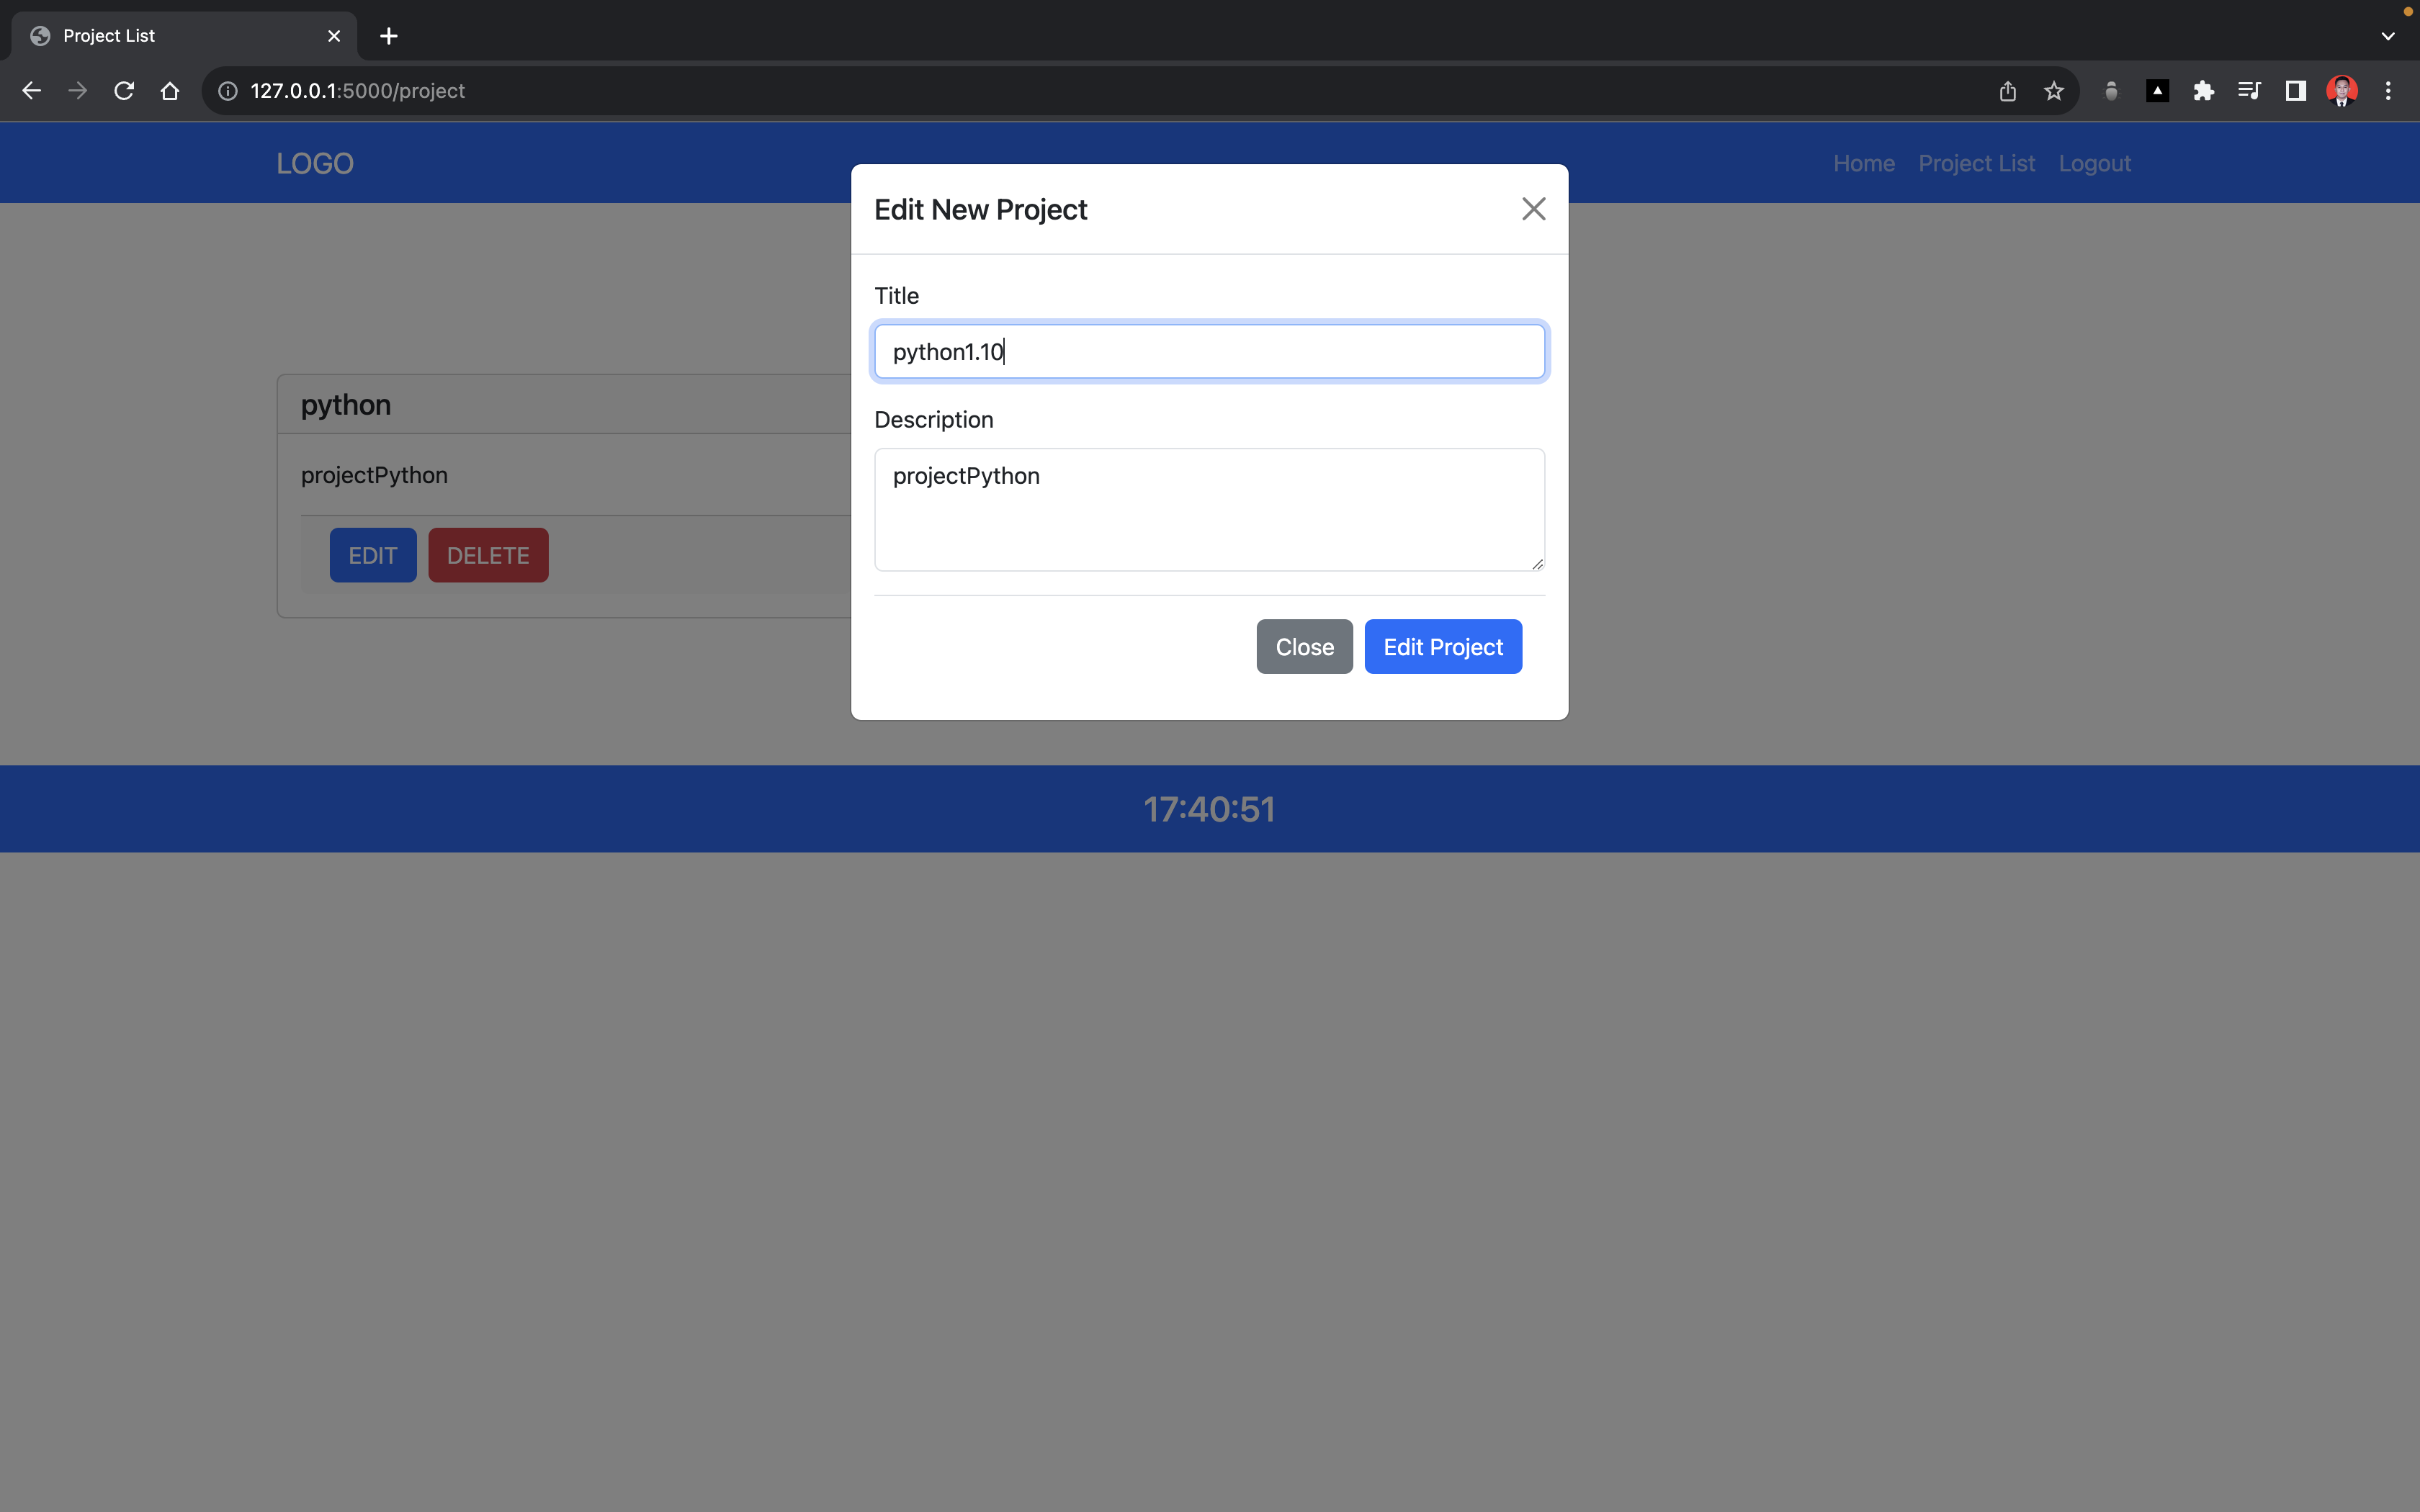 Project List
127.0.0.1:5000/project
LOGO
Home Project List Logout
Edit New Project
Title
python1.10
Description
projectPython
Close Edit Project
python
projectPython
EDIT DELETE
17:40:51